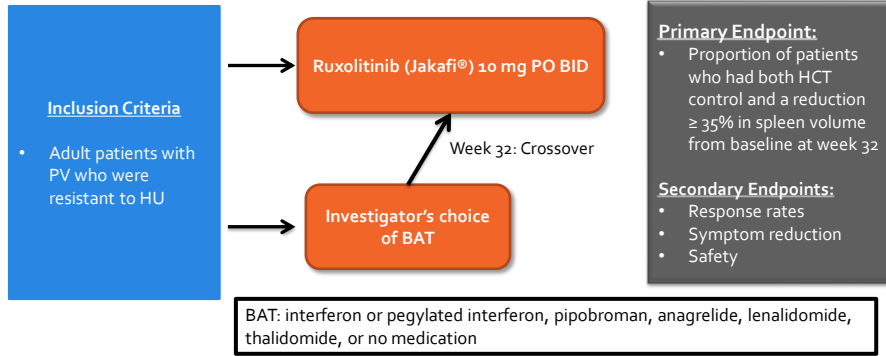 Inclusion Criteria
• Adult patients with
PV who were
resistant to HU
Ruxolitinib (Jakafi®) 10 mg PO BID
Week 32: Crossover
Investigator's choice
of BAT
Primary Endpoint:
• Proportion of patients
who had both HCT
control and a reduction
≥ 35% in spleen volume
from baseline at week 32
Secondary Endpoints:
• Response rates
• Symptom reduction
• Safety
BAT: interferon or pegylated interferon, pipobroman, anagrelide, lenalidomide,
thalidomide, or no medication